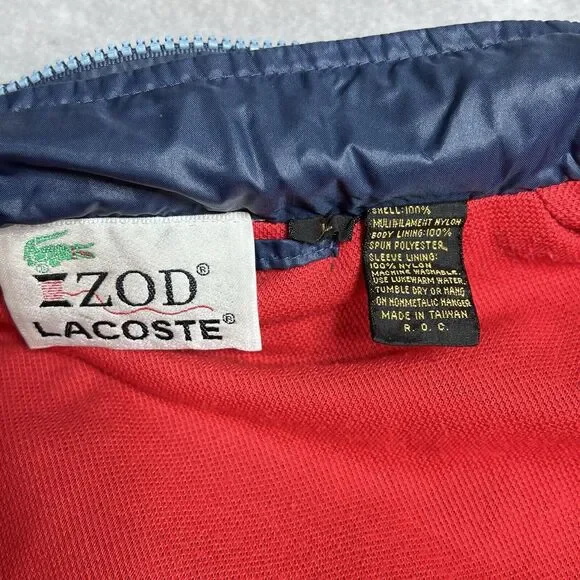 IZOD®
LACOSTE®
L
SHELL:100%
MULTIFILAMENT NYLON
BODY LINING:100%
SPUN POLYESTER
SLEEVE LINING:
100% NYLON
MACHINE WASHABLE.
USE LUKEWARM WATER.
TUMBLE DRY OR HANG
ON NONMETALIC HANGER
MADE IN TAIWAN
R. O. C.